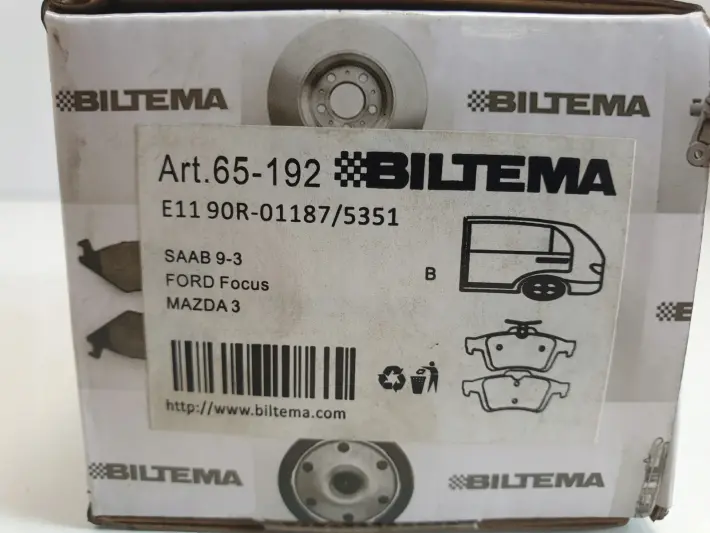 BILTEMA
BILTEMA
Art.65-192 BILTEMA
E11 90R-01187/5351
SAAB 9-3
FORD Focus
MAZDA 3
B
http://www.biltema.com
BILTEMA
BILTEMA